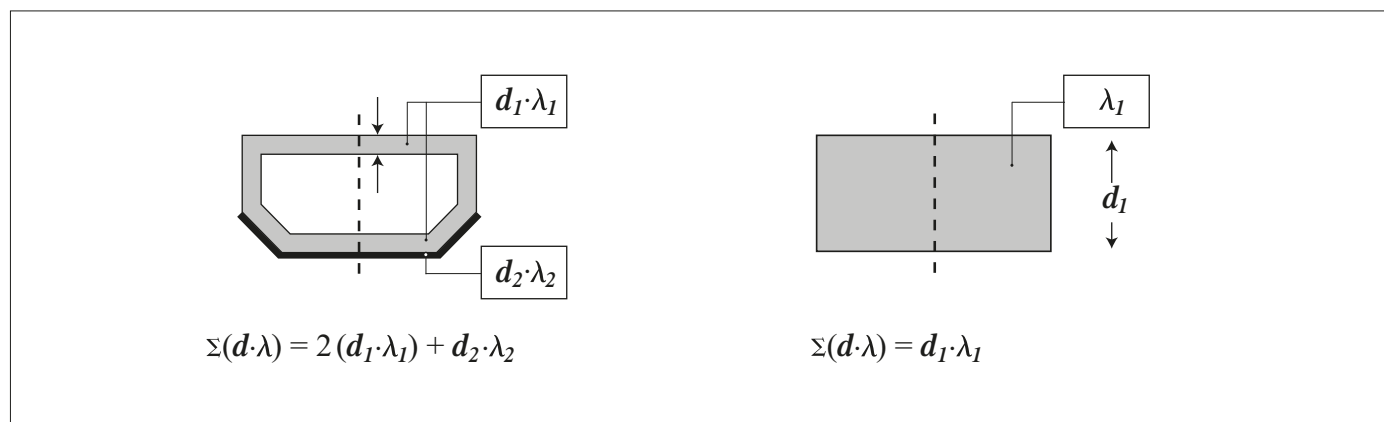 d₁·λ₁
d₂·λ₂
Σ(d·λ) = 2 (d₁·λ₁) + d₂·λ₂
λ₁
d₁
Σ(d·λ) = d₁·λ₁